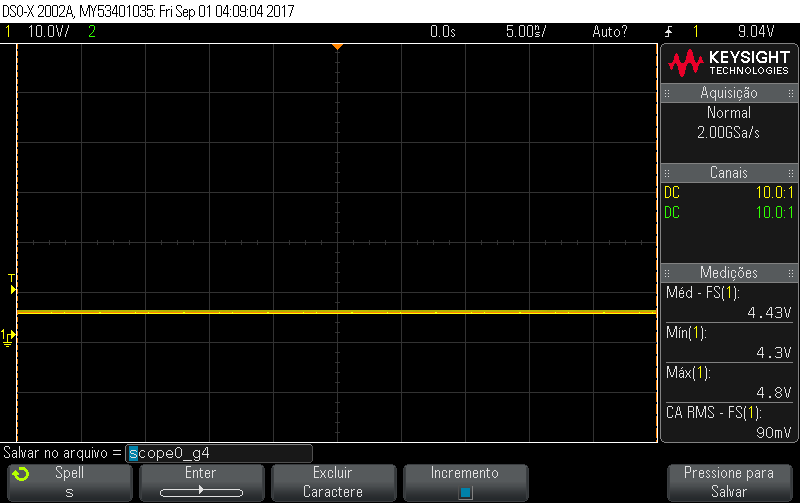 DSO-X 2002A, MY53401035: Fri Sep 01 04:09:04 2017
1 10.0V/ 2 0.0s 5.00ns/ Auto? 1 9.04V
KEYSIGHT
TECHNOLOGIES
Aquisição
Normal
2.00GSa/s
Canais
DC 10.0:1
DC 10.0:1
Medições
Méd - FS(1):
4.43V
Mín(1):
4.3V
Máx(1):
4.8V
CA RMS - FS(1):
90mV
T
1
Salvar no arquivo = scope0_g4
Spell
s
Enter
Excluir
Caractere
Incremento
Pressione para
Salvar